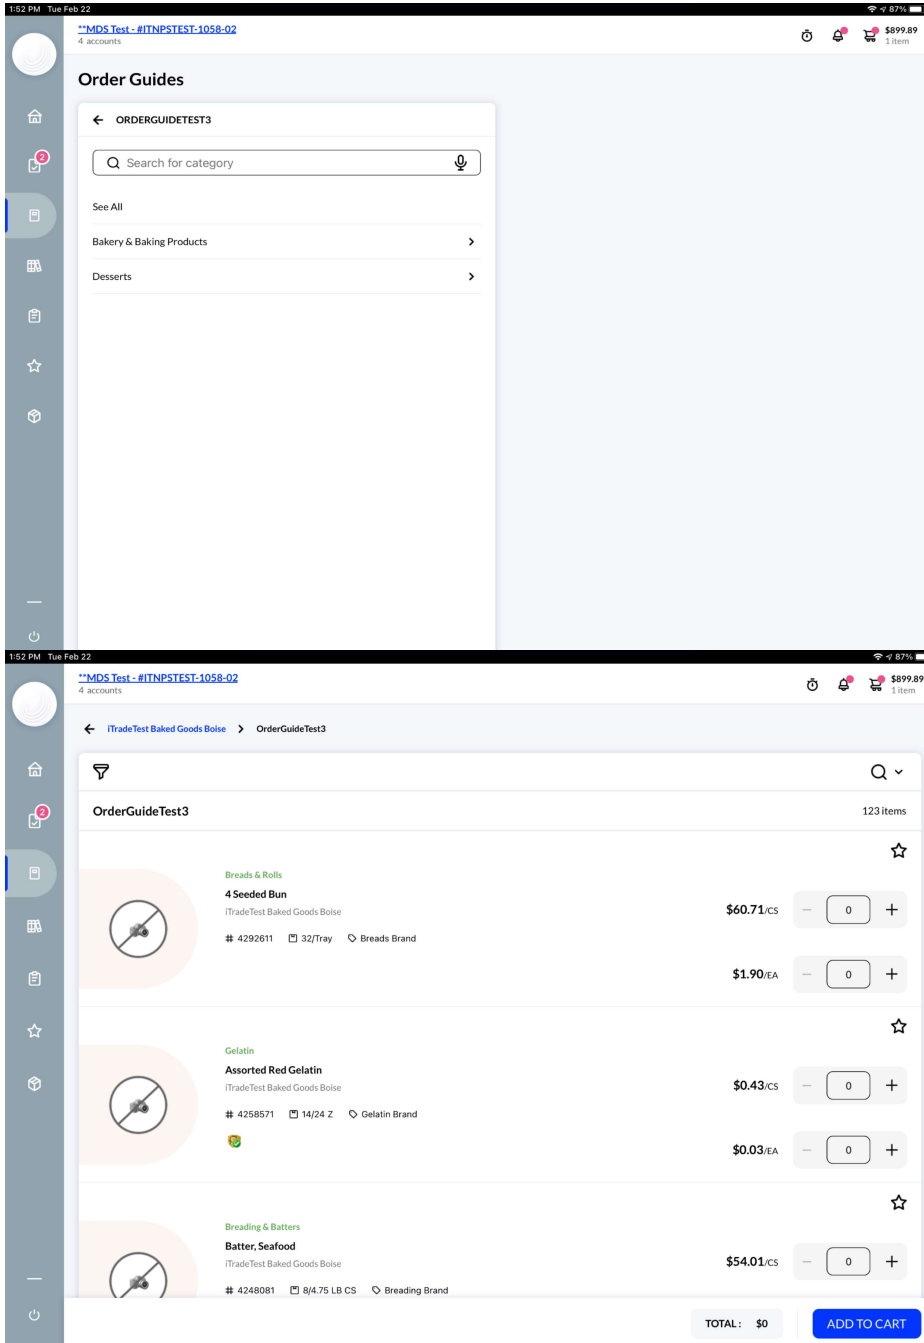 1:52 PM Tue Feb 22
87%
**MDS Test - #ITNPSTEST-1058-02
4 accounts
$899.89
1 item
Order Guides
2
ORDERGUIDETEST3
Search for category
See All
Bakery & Baking Products
Desserts
1:52 PM Tue Feb 22
87%
**MDS Test - #ITNPSTEST-1058-02
4 accounts
$899.89
1 item
iTradeTest Baked Goods Boise
OrderGuideTest3
2
OrderGuideTest3
123 items
Breads & Rolls
4 Seeded Bun
iTradeTest Baked Goods Boise
# 4292611 32/Tray Breads Brand
$60.71/CS - 0 +
$1.90/EA - 0 +
Gelatin
Assorted Red Gelatin
iTradeTest Baked Goods Boise
# 4258571 14/24 Z Gelatin Brand
$0.43/CS - 0 +
$0.03/EA - 0 +
Breading & Batters
Batter, Seafood
iTradeTest Baked Goods Boise
# 4248081 8/4.75 LB CS Breading Brand
$54.01/CS - 0 +
TOTAL: $0
ADD TO CART